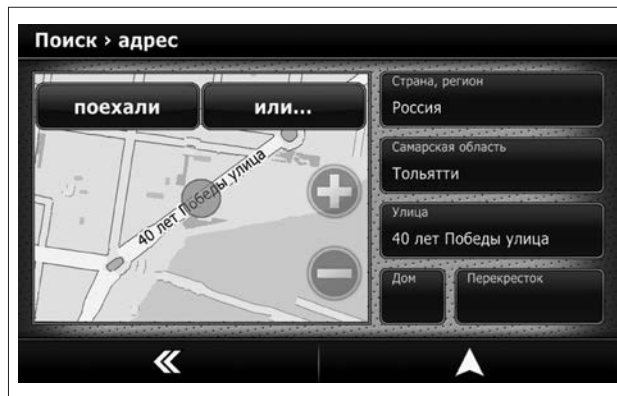 Поиск › адрес
поехали
или...
40 лет Победы улица
Страна, регион
Россия
Самарская область
Тольятти
Улица
40 лет Победы улица
Дом
Перекресток